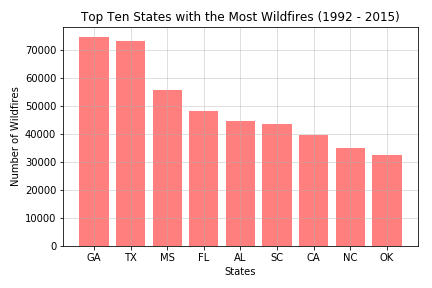 Top Ten States with the Most Wildfires (1992 - 2015)
Number of Wildfires
70000
60000
50000
40000
30000
20000
10000
0
GA TX MS FL AL SC CA NC OK
States